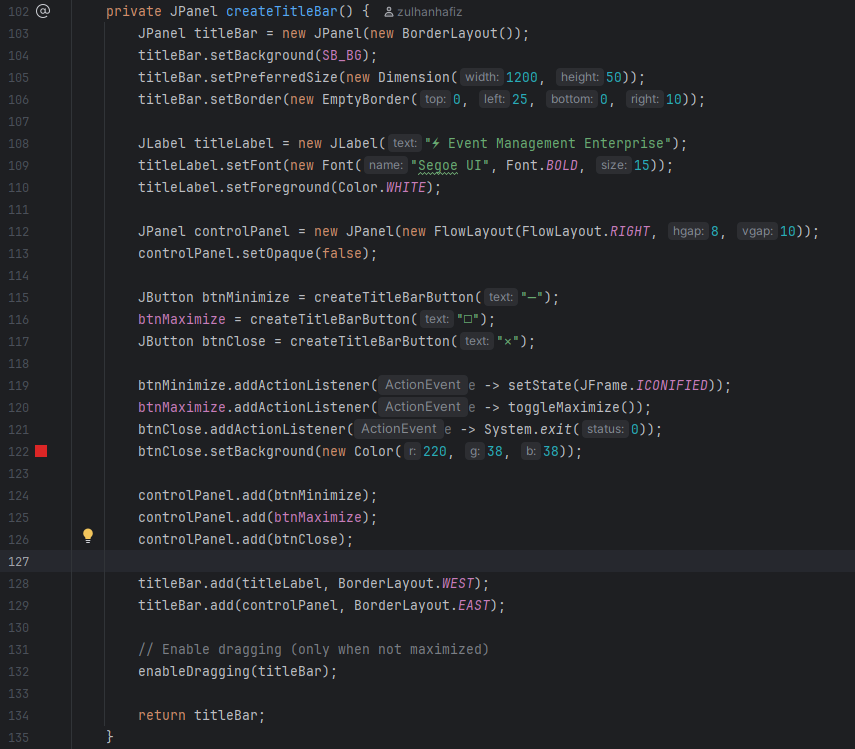 102 @ private JPanel createTitleBar() { zulhanhafiz
103 JPanel titleBar = new JPanel(new BorderLayout());
104 titleBar.setBackground(SB_BG);
105 titleBar.setPreferredSize(new Dimension( width: 1200, height: 50));
106 titleBar.setBorder(new EmptyBorder( top: 0, left: 25, bottom: 0, right: 10));
107
108 JLabel titleLabel = new JLabel( text: "⚡ Event Management Enterprise");
109 titleLabel.setFont(new Font( name: "Segoe UI", Font.BOLD, size: 15));
110 titleLabel.setForeground(Color.WHITE);
111
112 JPanel controlPanel = new JPanel(new FlowLayout(FlowLayout.RIGHT, hgap: 8, vgap: 10));
113 controlPanel.setOpaque(false);
114
115 JButton btnMinimize = createTitleBarButton( text: "—");
116 btnMaximize = createTitleBarButton( text: "□");
117 JButton btnClose = createTitleBarButton( text: "×");
118
119 btnMinimize.addActionListener( ActionEvent e -> setState(JFrame.ICONIFIED));
120 btnMaximize.addActionListener( ActionEvent e -> toggleMaximize());
121 btnClose.addActionListener( ActionEvent e -> System.exit( status: 0));
122 btnClose.setBackground(new Color( r: 220, g: 38, b: 38));
123
124 controlPanel.add(btnMinimize);
125 controlPanel.add(btnMaximize);
126 controlPanel.add(btnClose);
127
128 titleBar.add(titleLabel, BorderLayout.WEST);
129 titleBar.add(controlPanel, BorderLayout.EAST);
130
131 // Enable dragging (only when not maximized)
132 enableDragging(titleBar);
133
134 return titleBar;
135 }